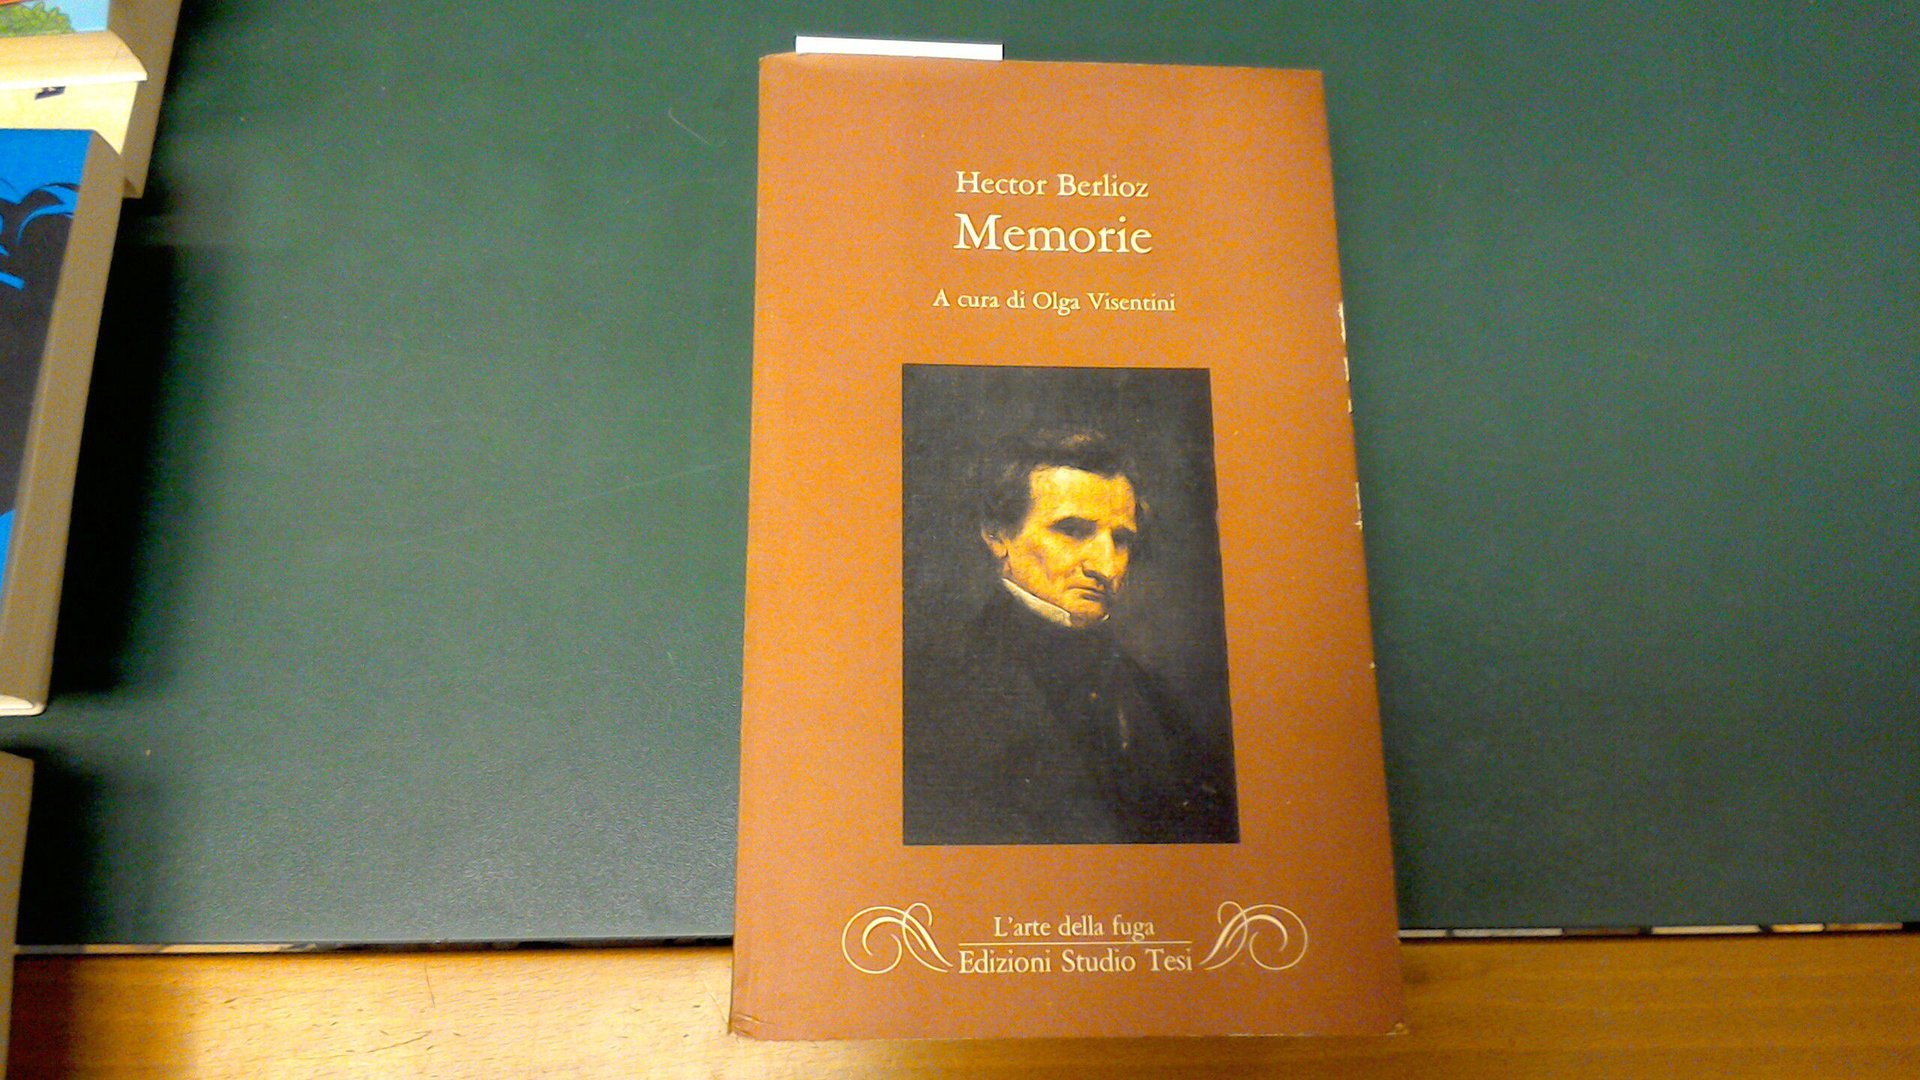 Hector Berlioz
Memorie
A cura di Olga Visentini
L'arte della fuga
Edizioni Studio Tesi